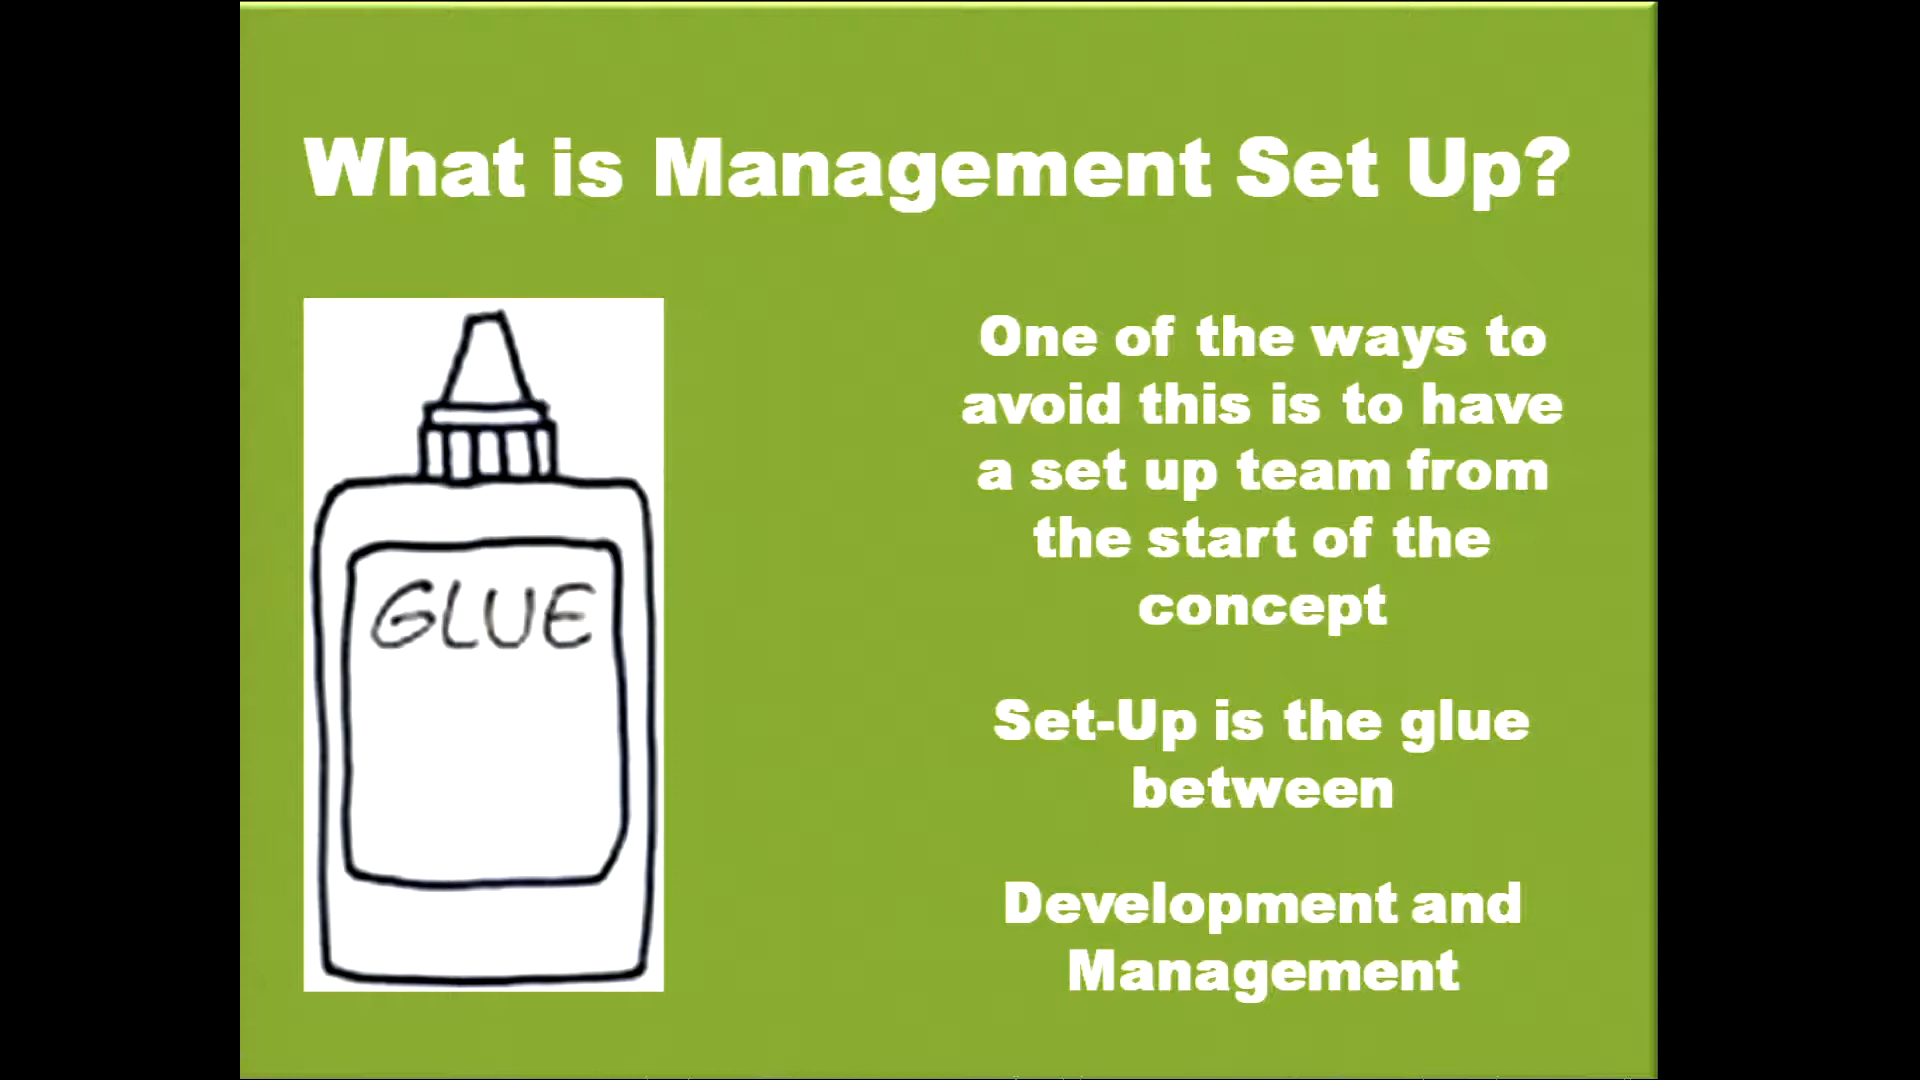 What is Management Set Up?
GLUE
One of the ways to
avoid this is to have
a set up team from
the start of the
concept
Set-Up is the glue
between
Development and
Management